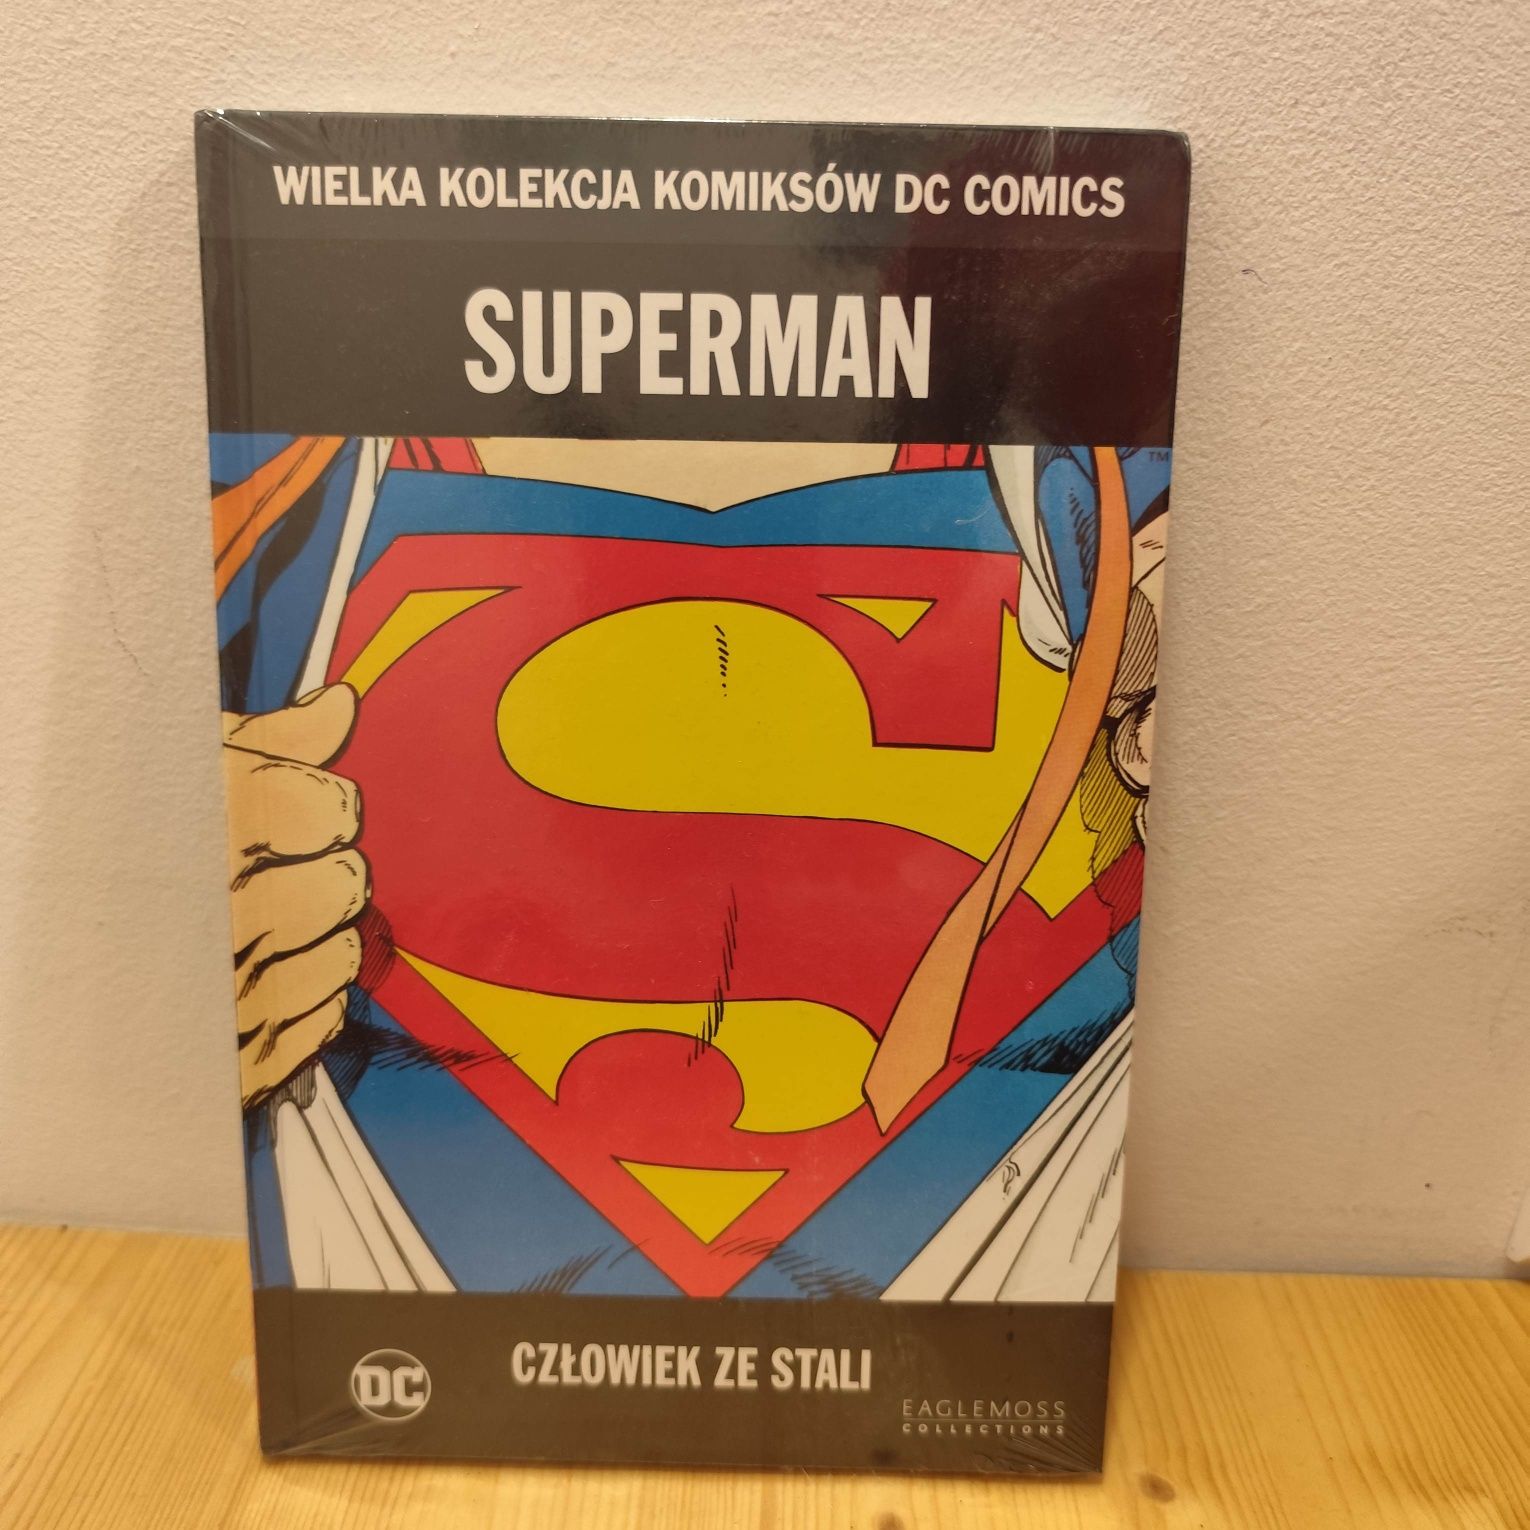 WIELKA KOLEKCJA KOMIKSÓW DC COMICS
SUPERMAN
TM
S
CZŁOWIEK ZE STALI
DC
EAGLEMOSS
COLLECTIONS